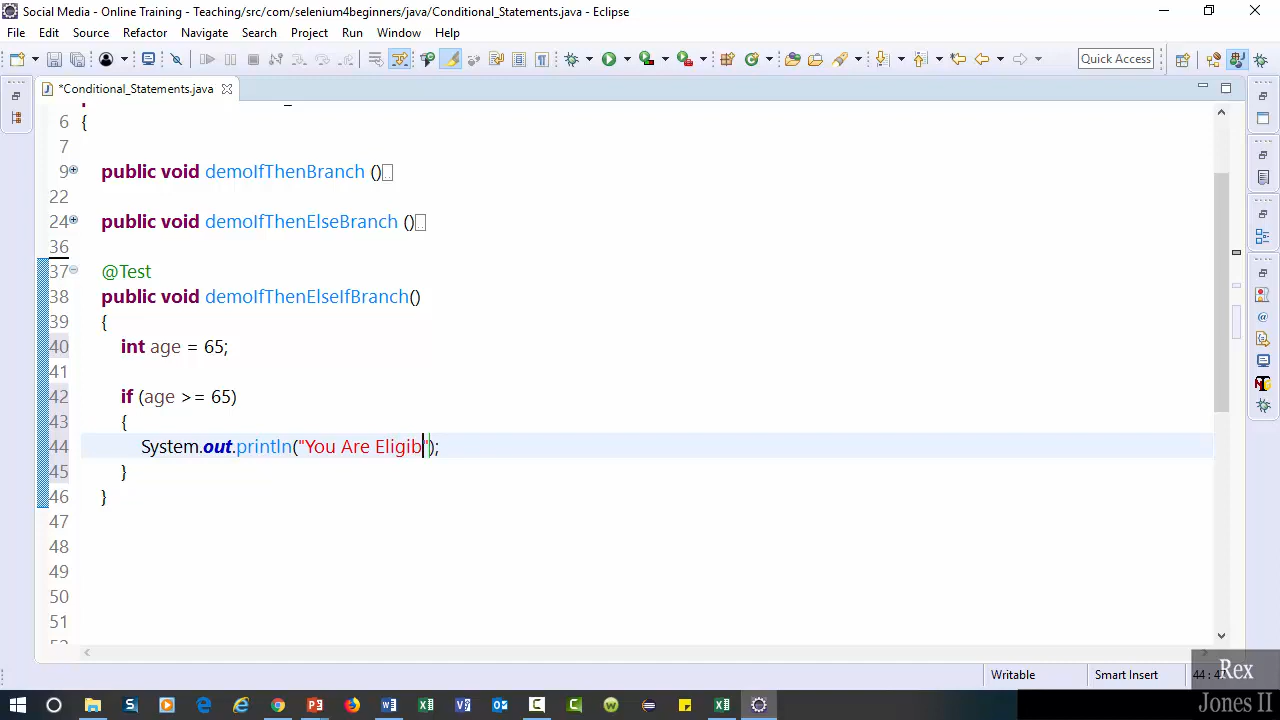 Social Media - Online Training - Teaching/src/com/selenium4beginners/java/Conditional_Statements.java - Eclipse
File Edit Source Refactor Navigate Search Project Run Window Help
Quick Access
*Conditional_Statements.java
6 {
7
9 public void demoIfThenBranch ()
22
24 public void demoIfThenElseBranch ()
36
37 @Test
38 public void demoIfThenElseIfBranch()
39 {
40 int age = 65;
41
42 if (age >= 65)
43 {
44 System.out.println("You Are Eligib");
45 }
46 }
47
48
49
50
51
Writable Smart Insert
Rex
Jones II